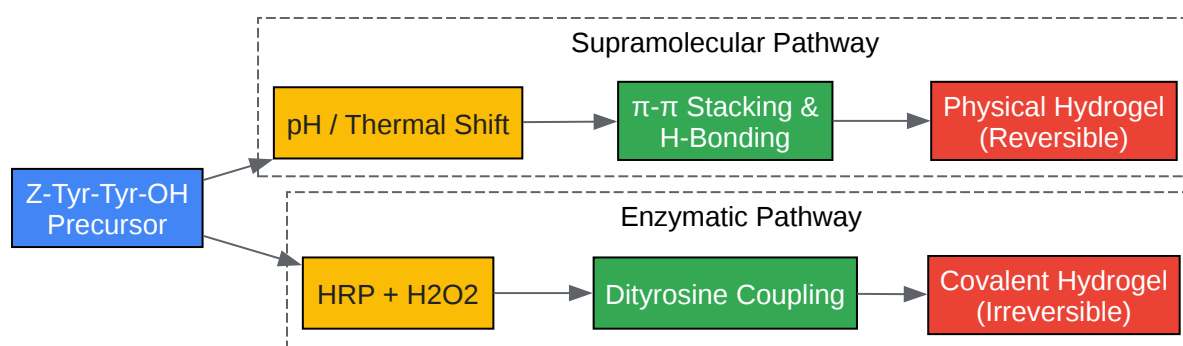 Supramolecular Pathway
pH / Thermal Shift
π-π Stacking &
H-Bonding
Physical Hydrogel
(Reversible)
Z-Tyr-Tyr-OH
Precursor
Enzymatic Pathway
HRP + H2O2
Dityrosine Coupling
Covalent Hydrogel
(Irreversible)